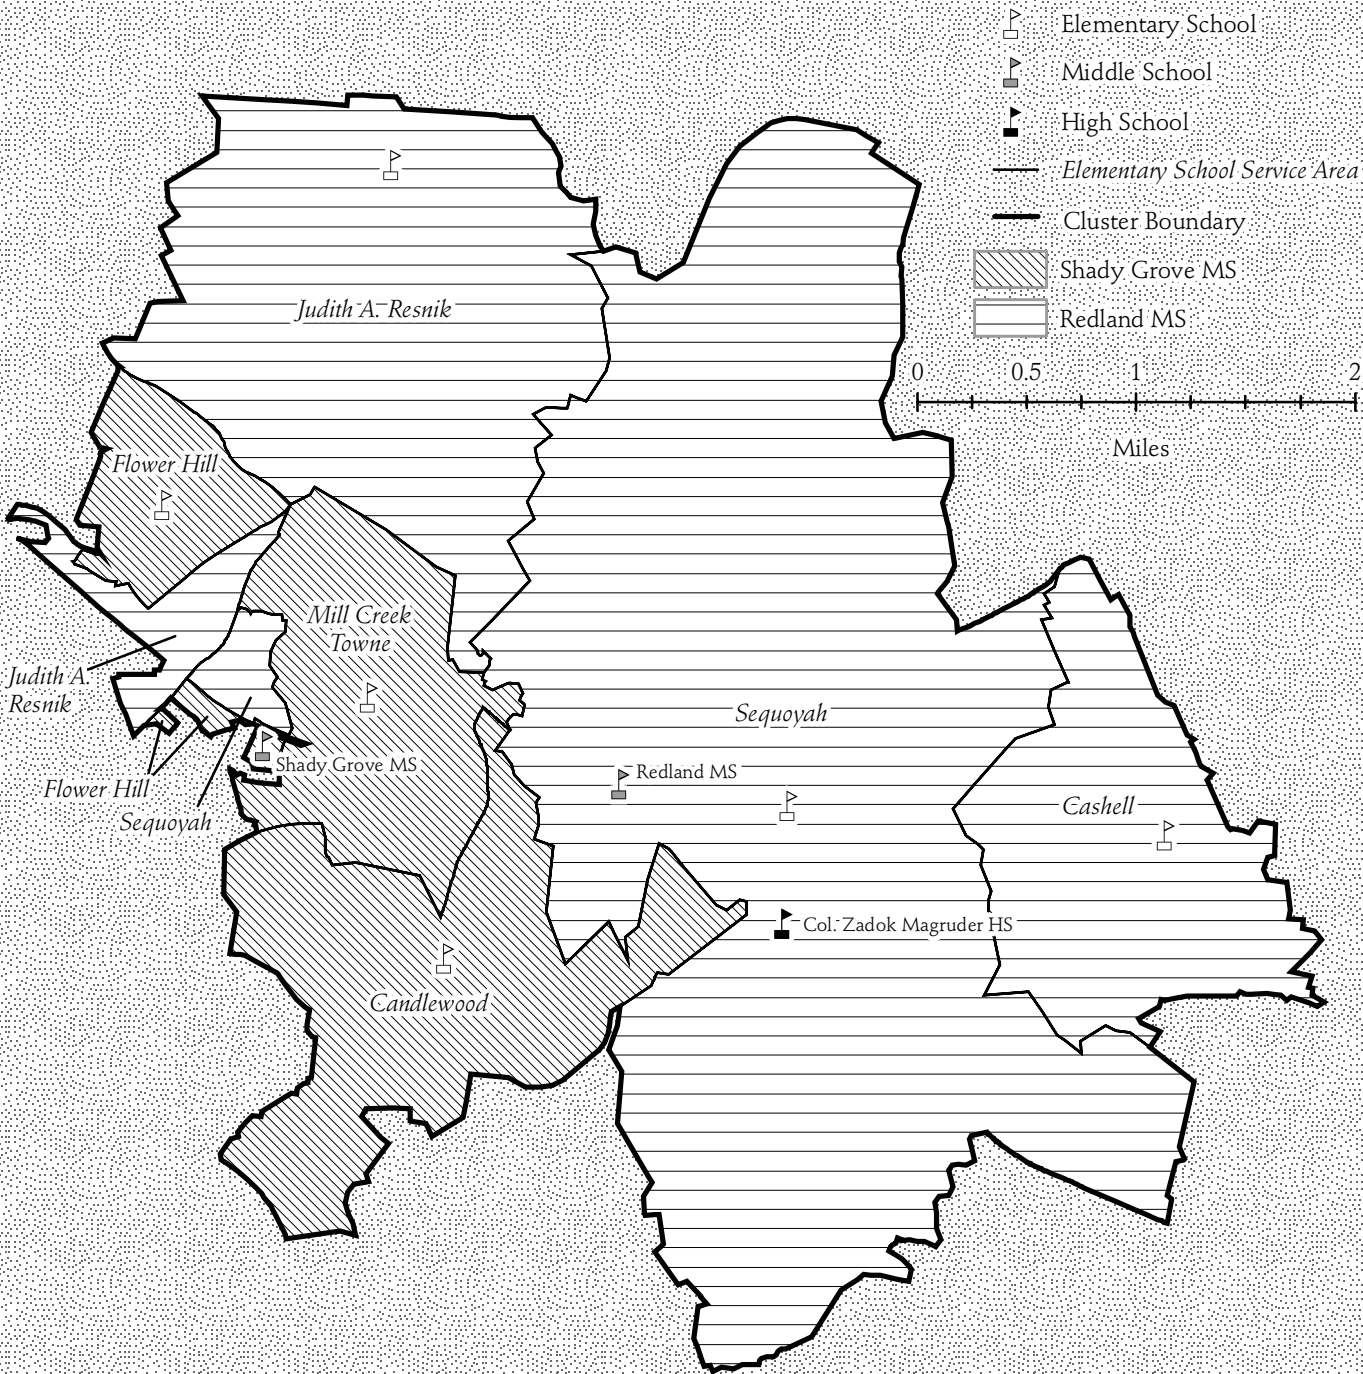 Elementary School
Middle School
High School
Elementary School Service Area
Cluster Boundary
Shady Grove MS
Redland MS
0 0.5 1 2
Miles
Judith A. Resnik
Flower Hill
Mill Creek
Towne
Judith A.
Resnik
Sequoyah
Shady Grove MS
Redland MS
Flower Hill
Sequoyah
Cashell
Col. Zadok Magruder HS
Candlewood